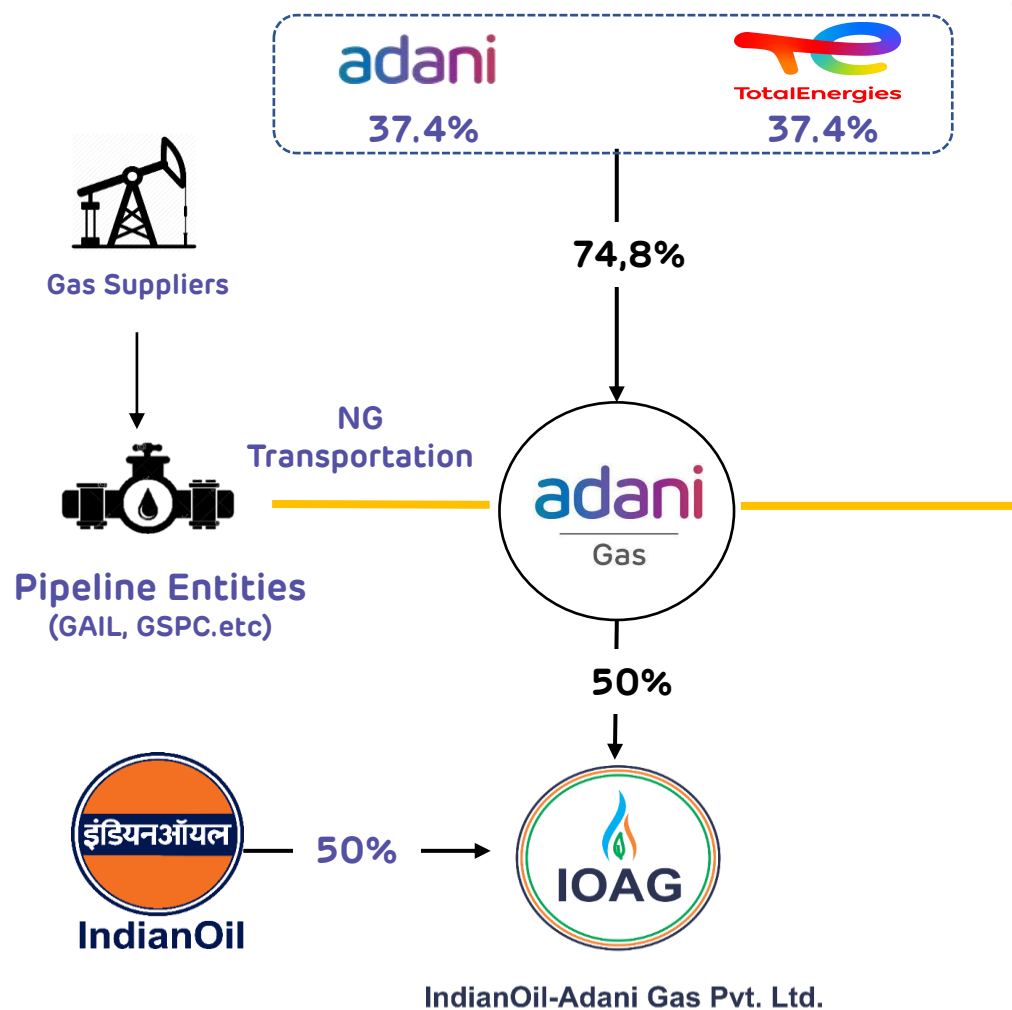 adani
TotalEnergies
37.4%
37.4%
74,8%
Gas Suppliers
NG
Transportation
adani
Gas
Pipeline Entities
(GAIL, GSPC.etc)
50%
इंडियनऑयल
IndianOil
50%
IOAG
IndianOil-Adani Gas Pvt. Ltd.